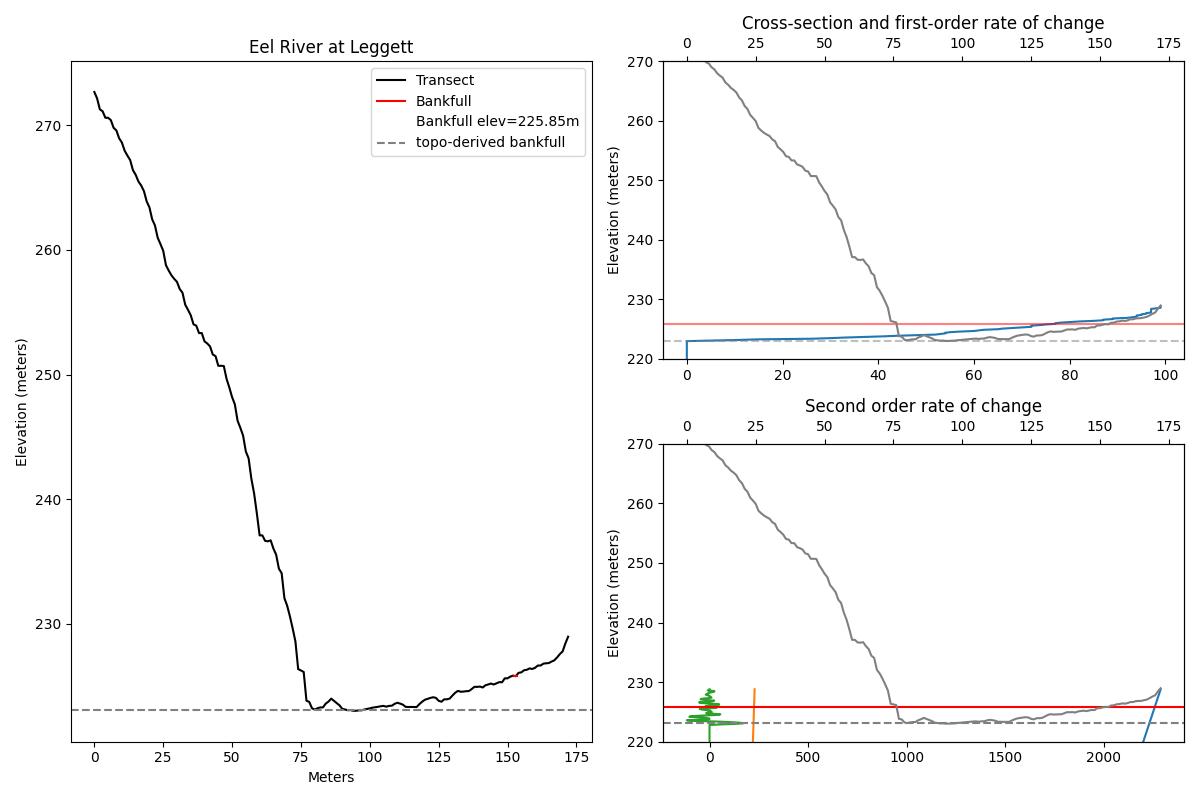 Eel River at Leggett
Transect
Bankfull
Bankfull elev=225.85m
topo-derived bankfull
Elevation (meters)
270
260
250
240
230
0 25 50 75 100 125 150 175
Meters
Cross-section and first-order rate of change
0 25 50 75 100 125 150 175
Elevation (meters)
270
260
250
240
230
220
0 20 40 60 80 100
Second order rate of change
0 25 50 75 100 125 150 175
Elevation (meters)
270
260
250
240
230
220
0 500 1000 1500 2000